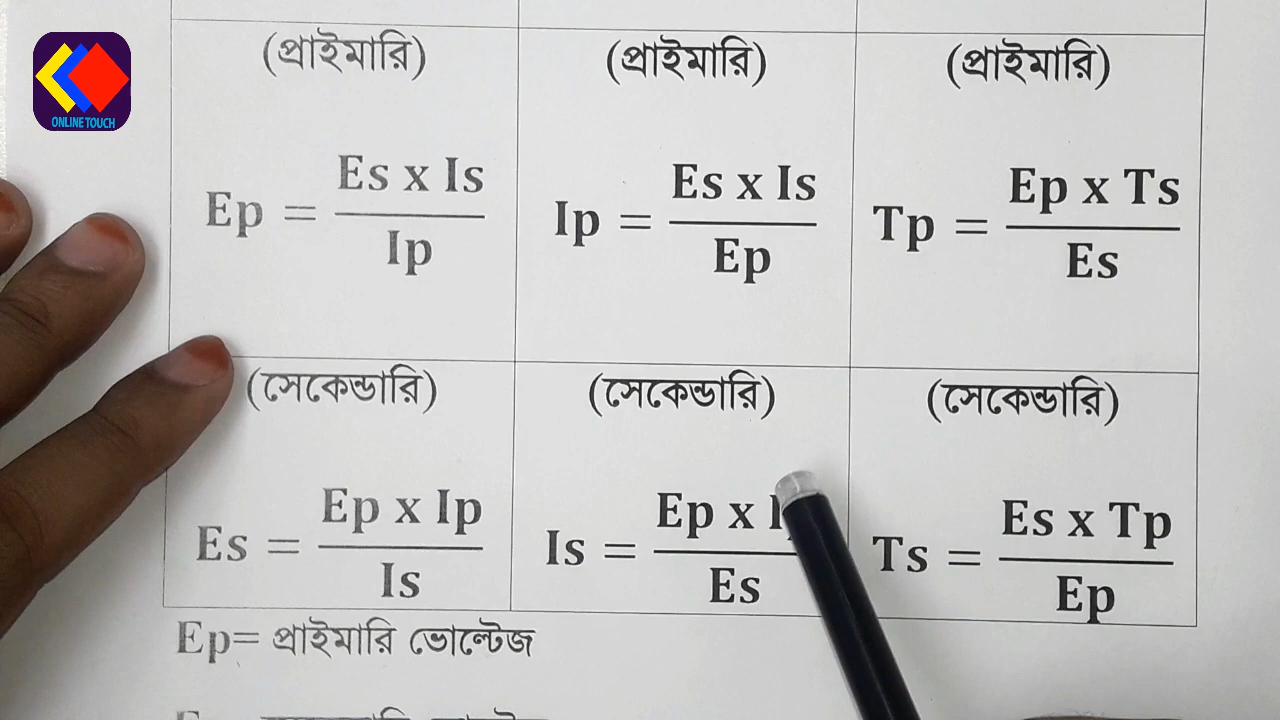 ONLINE TOUCH
(প্রাইমারি) (প্রাইমারি) (প্রাইমারি)
Ep = Es x Is / Ip
Ip = Es x Is / Ep
Tp = Ep x Ts / Es
(সেকেন্ডারি) (সেকেন্ডারি) (সেকেন্ডারি)
Es = Ep x Ip / Is
Is = Ep x / Es
Ts = Es x Tp / Ep
Ep= প্রাইমারি ভোল্টেজ